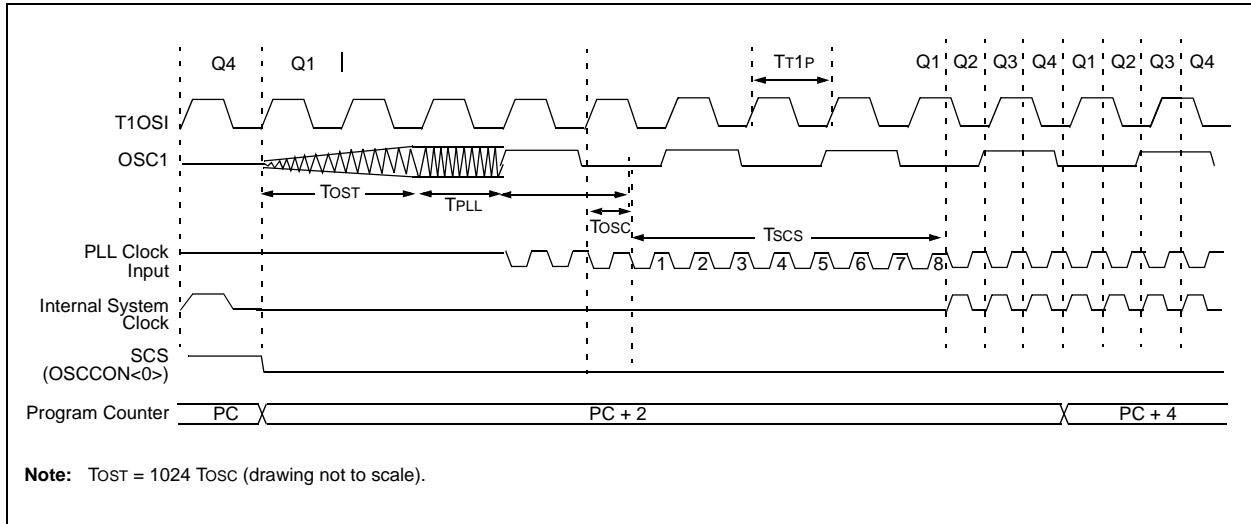 Q4 Q1 TT1P Q1 Q2 Q3 Q4 Q1 Q2 Q3 Q4
T1OSI
OSC1
TOST TPLL
TOSC TSCS
PLL Clock
Input
1 2 3 4 5 6 7 8
Internal System
Clock
SCS
(OSCCON<0>)
Program Counter PC PC + 2 PC + 4
Note: TOST = 1024 TOSC (drawing not to scale).